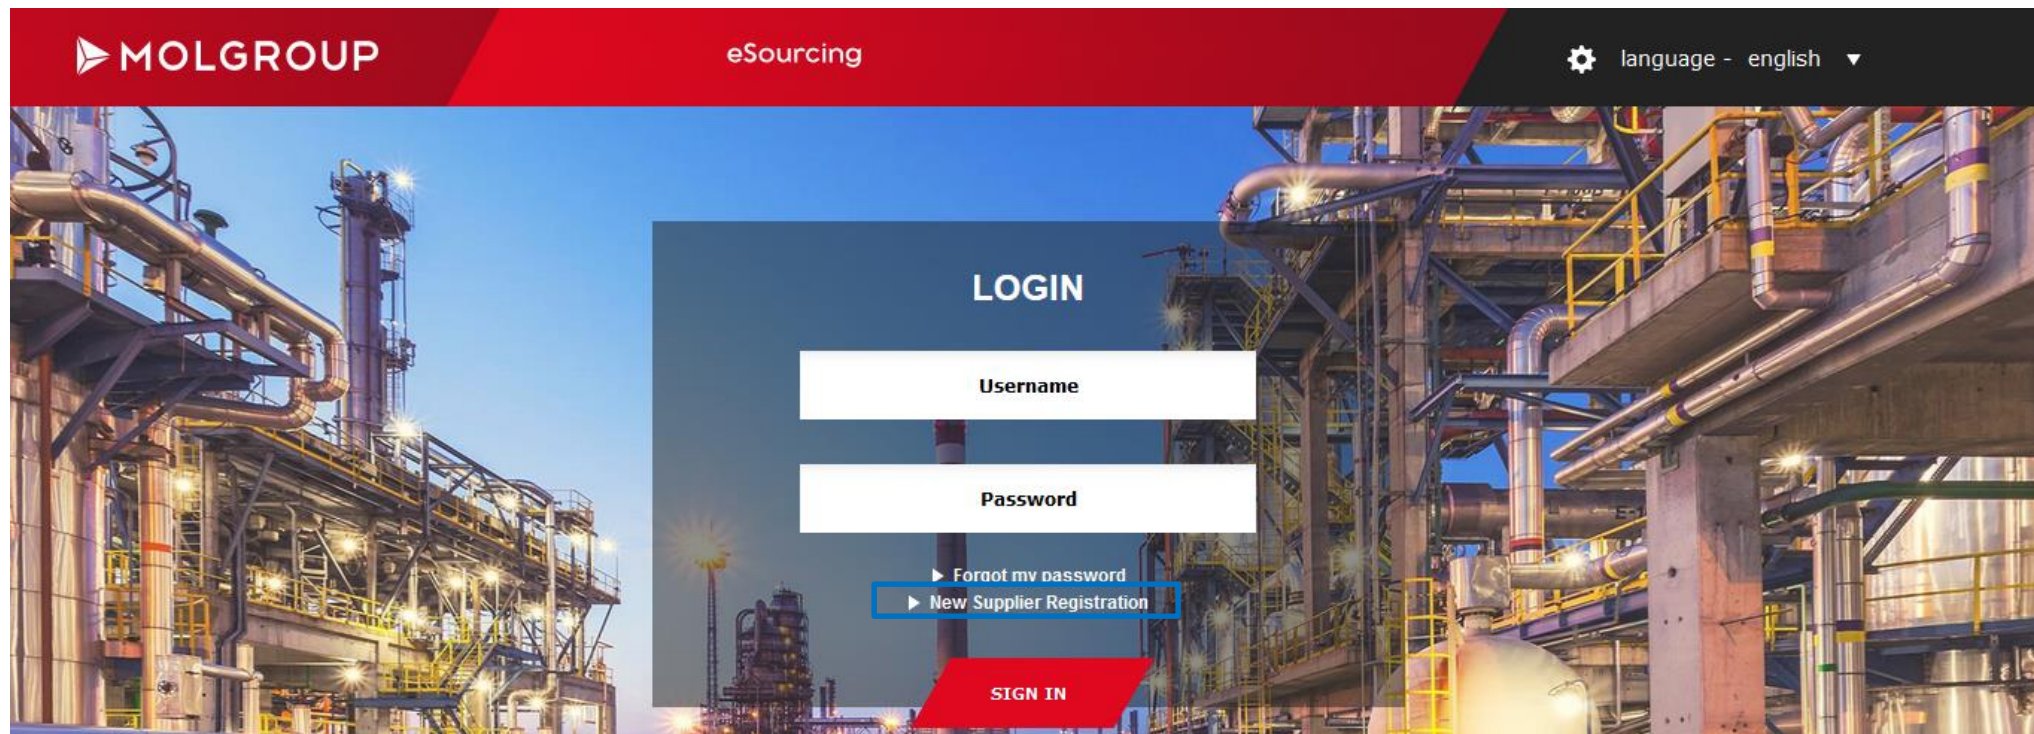 MOLGROUP
eSourcing
language - english
LOGIN
Username
Password
Forgot my password
New Supplier Registration
SIGN IN